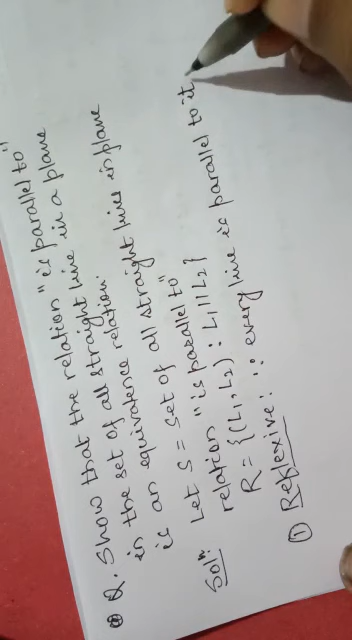 Q. Show that the relation "is parallel to"
in the set of all straight line in a plane
is an equivalence relation.
Soln: Let S = set of all straight lines in plane
relation "is parallel to"
R = {(L1, L2) : L1 || L2}
① Reflexive: ∵ every line is parallel to it